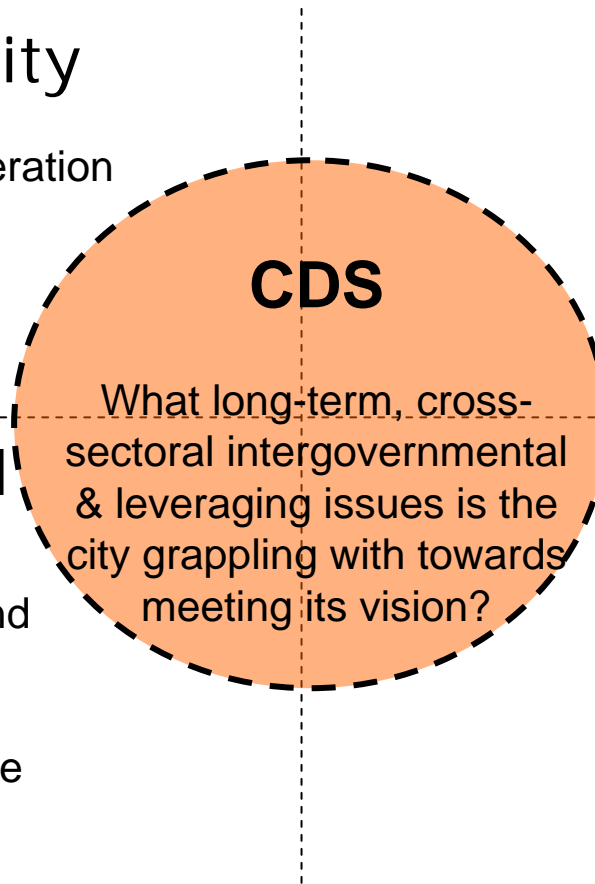 ity
eration
CDS
What long-term, cross-
sectoral intergovernmental
& leveraging issues is the
city grappling with towards
meeting its vision?
nd
e